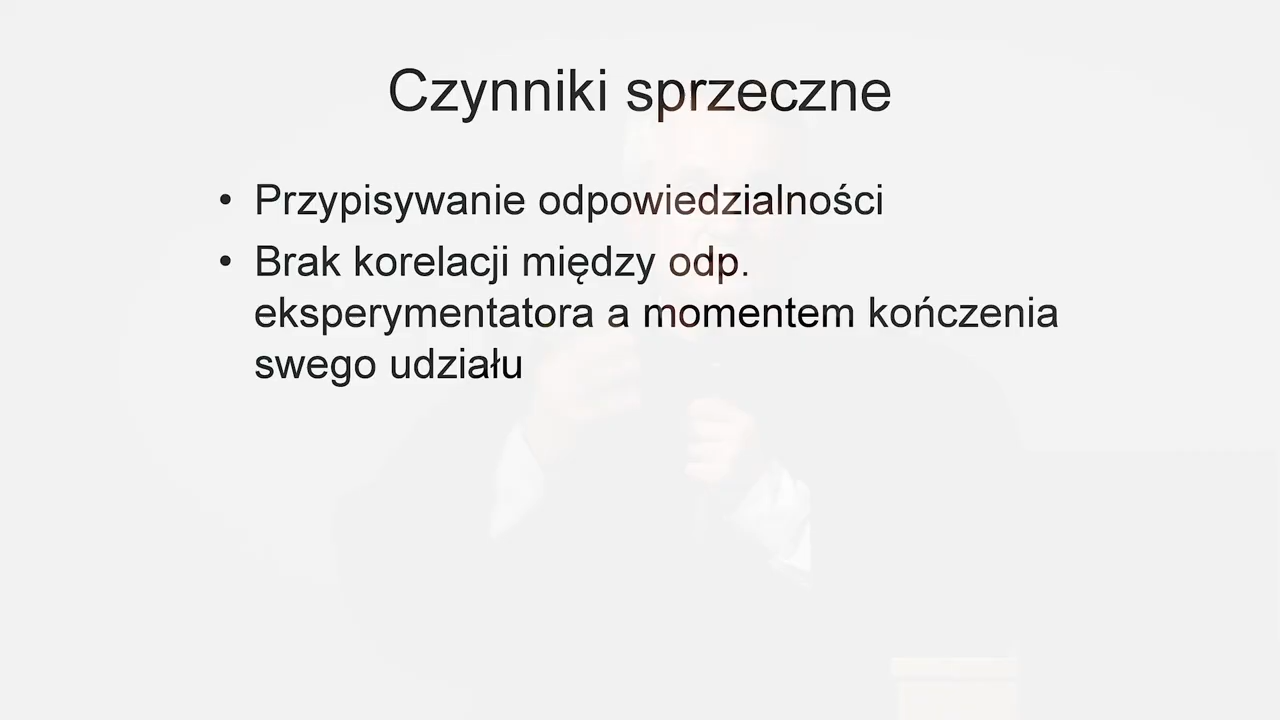 Czynniki sprzeczne
• Przypisywanie odpowiedzialności
• Brak korelacji między odp.
eksperymentatora a momentem kończenia
swego udziału